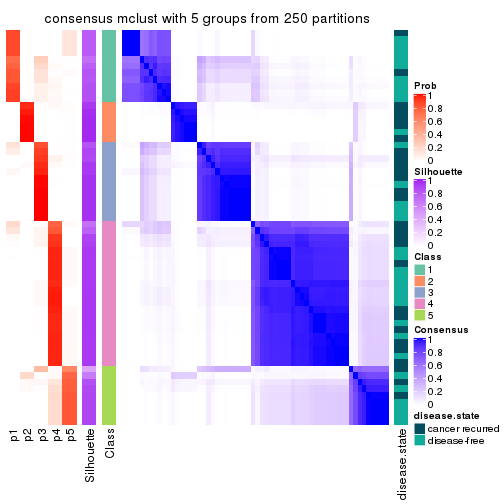 consensus mclust with 5 groups from 250 partitions
Prob
1
0.8
0.6
0.4
0.2
0
Silhouette
1
0.8
0.6
0.4
0.2
0
Class
1
2
3
4
5
Consensus
1
0.8
0.6
0.4
0.2
0
disease.state
cancer recurred
disease-free
p1
p2
p3
p4
p5
Silhouette
Class
disease.state